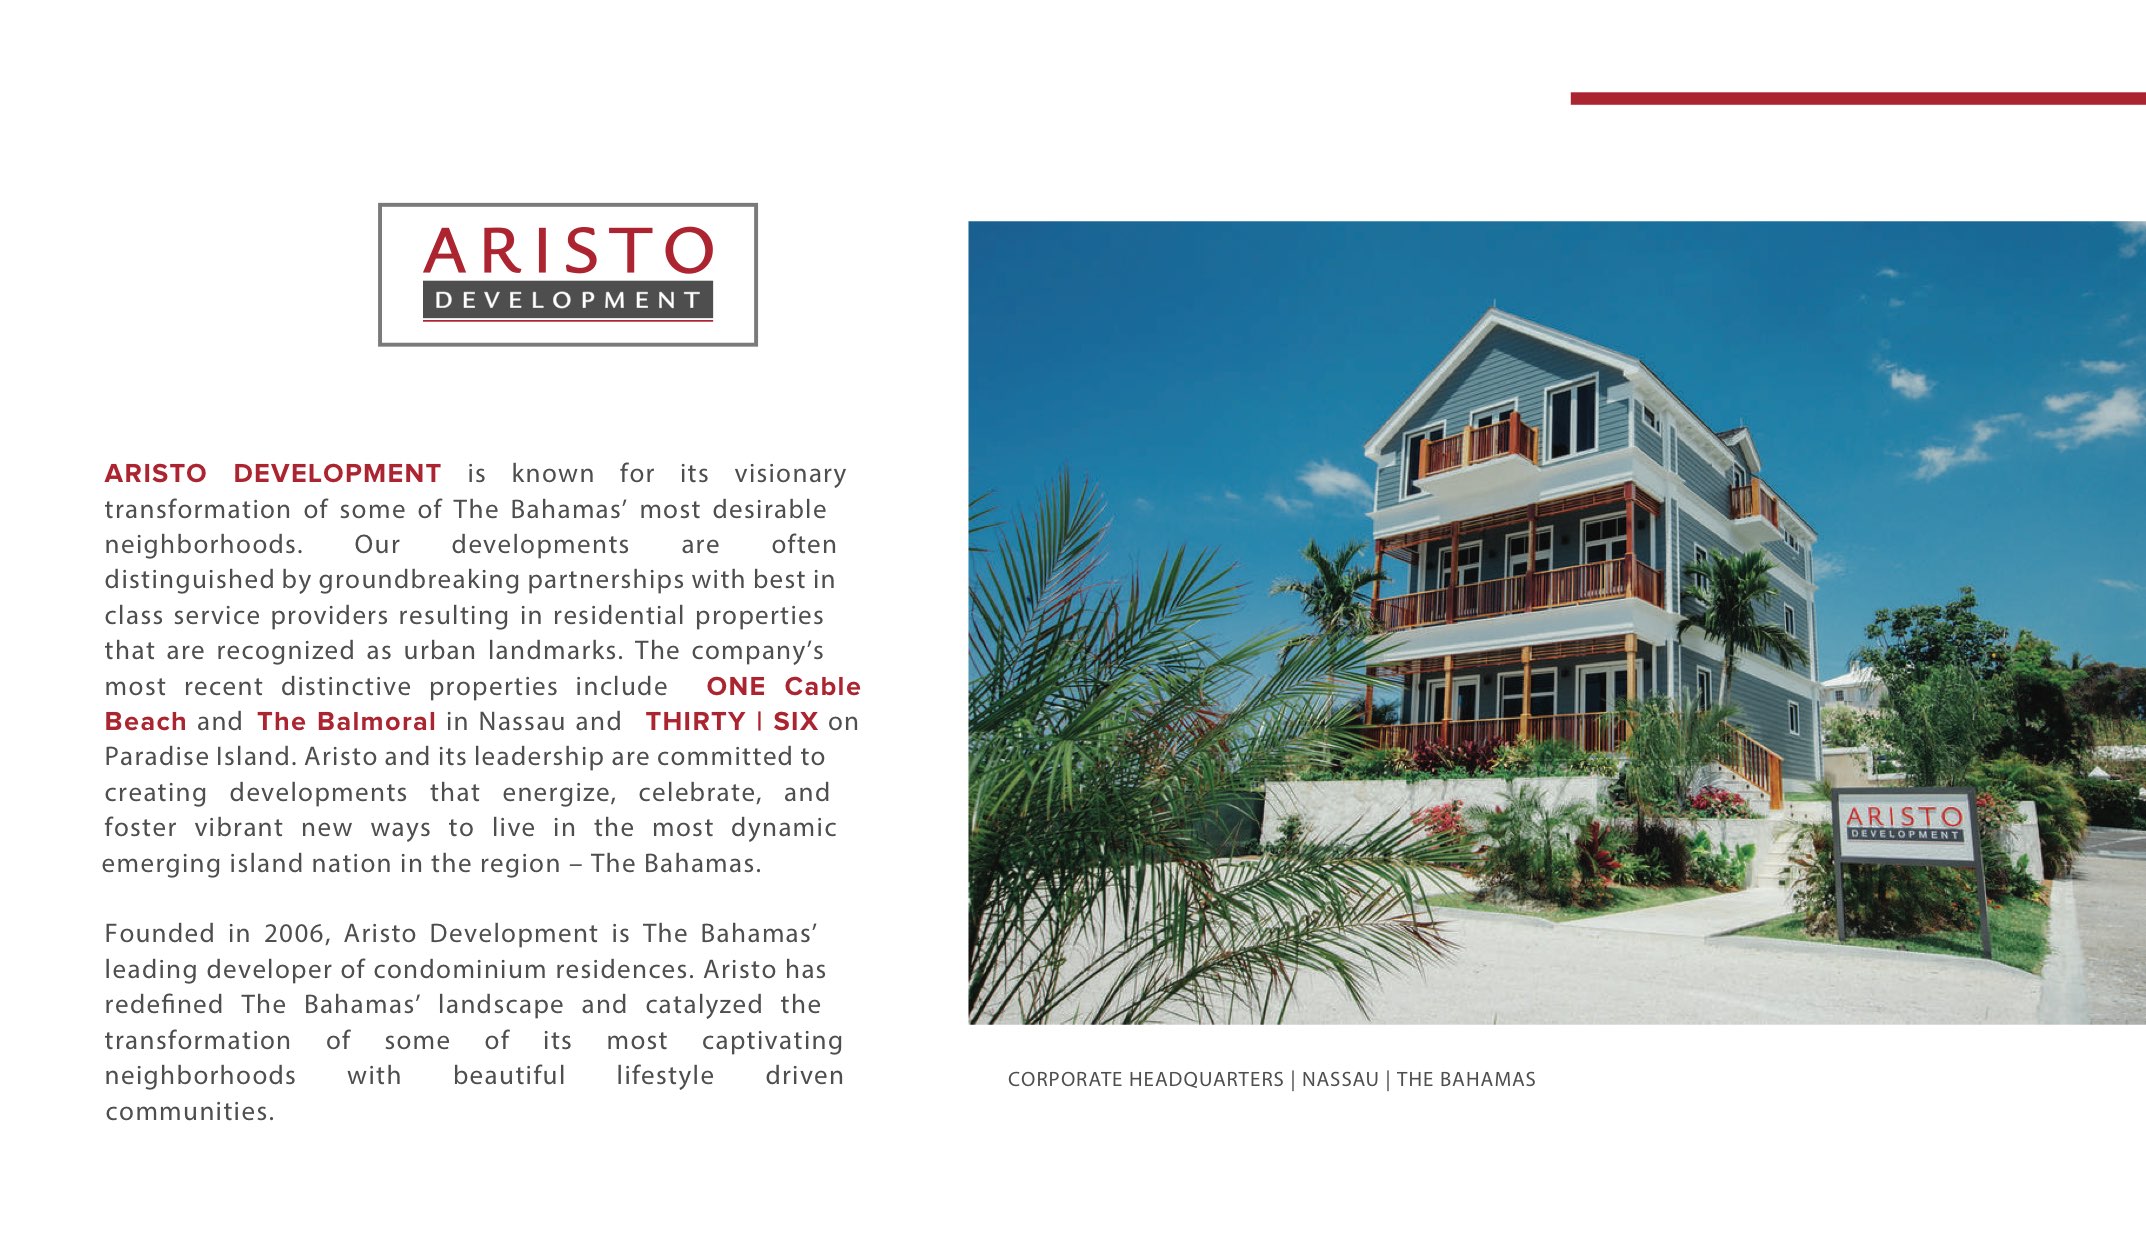 ARISTO
DEVELOPMENT
ARISTO DEVELOPMENT is known for its visionary
transformation of some of The Bahamas’ most desirable
neighborhoods. Our developments are often
distinguished by groundbreaking partnerships with best in
class service providers resulting in residential properties
that are recognized as urban landmarks. The company’s
most recent distinctive properties include ONE Cable
Beach and The Balmoral in Nassau and THIRTY | SIX on
Paradise Island. Aristo and its leadership are committed to
creating developments that energize, celebrate, and
foster vibrant new ways to live in the most dynamic
emerging island nation in the region – The Bahamas.
Founded in 2006, Aristo Development is The Bahamas’
leading developer of condominium residences. Aristo has
redefined The Bahamas’ landscape and catalyzed the
transformation of some of its most captivating
neighborhoods with beautiful lifestyle driven
communities.
ARISTO
DEVELOPMENT
CORPORATE HEADQUARTERS | NASSAU | THE BAHAMAS